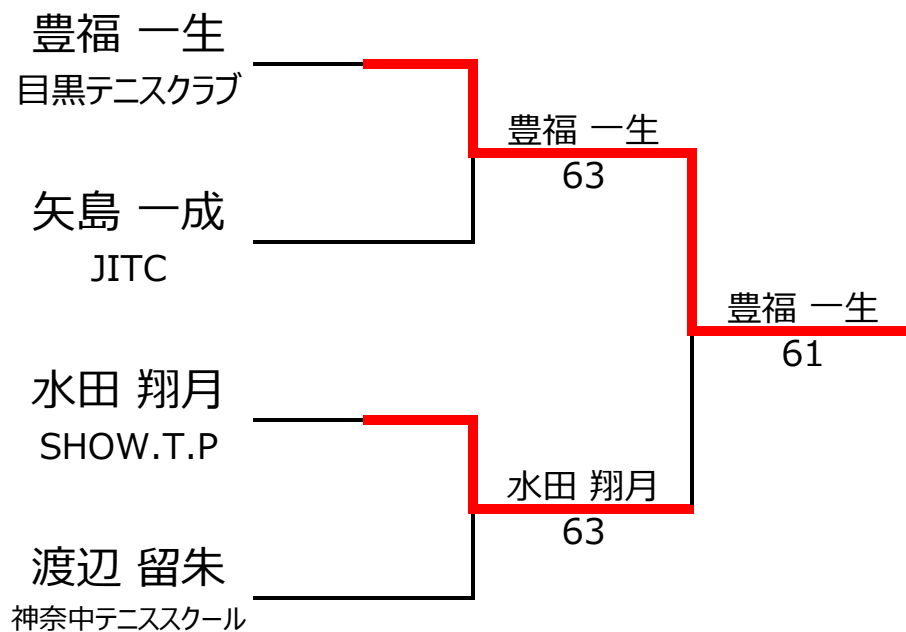 豊福 一生
目黒テニスクラブ
豊福 一生
63
矢島 一成
JITC
豊福 一生
61
水田 翔月
SHOW.T.P
水田 翔月
63
渡辺 留朱
神奈中テニススクール